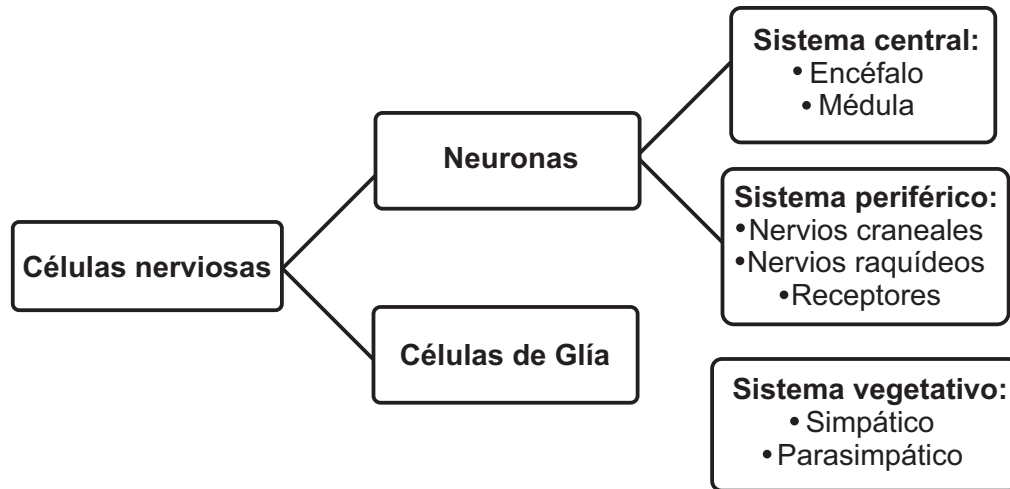 Células nerviosas
Neuronas
Células de Glía
Sistema central:
• Encéfalo
• Médula
Sistema periférico:
• Nervios craneales
• Nervios raquídeos
• Receptores
Sistema vegetativo:
• Simpático
• Parasimpático